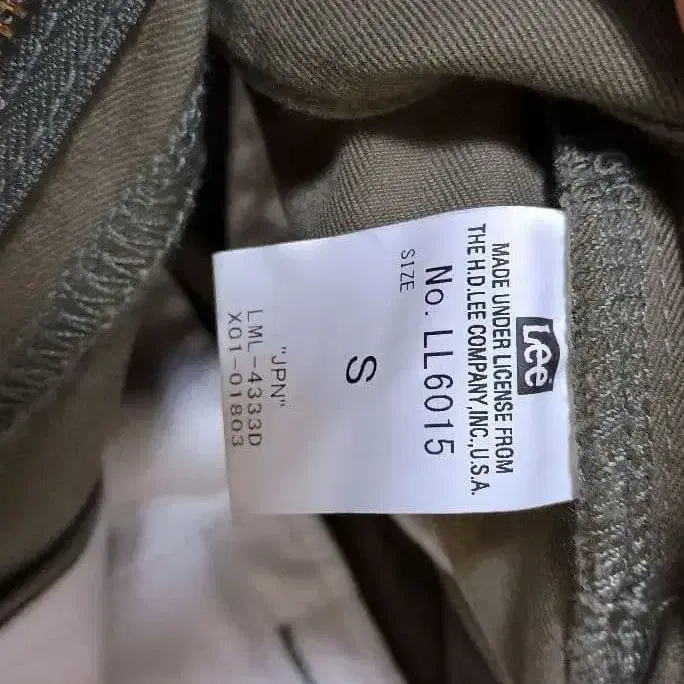 Lee
MADE UNDER LICENSE FROM
THE H.D.LEE COMPANY,INC.,U.S.A.
No. LL6015
SIZE
S
"JPN"
LML-4333D
X01-01803